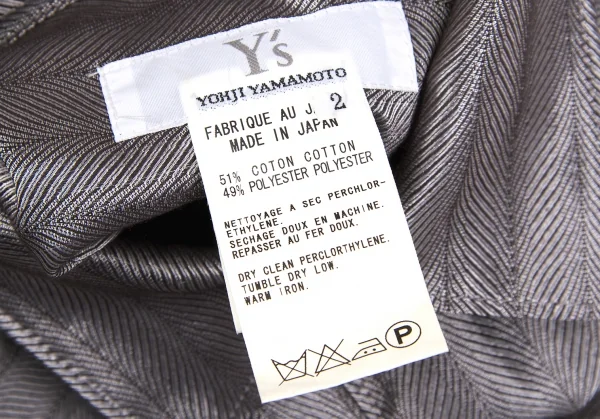 Y's
YOHJI YAMAMOTO
FABRIQUE AU J. 2
MADE IN JAPAN
51% COTON COTTON
49% POLYESTER POLYESTER
NETTOYAGE A SEC PERCHLOR-
ETHYLENE.
SECHAGE DOUX EN MACHINE.
REPASSER AU FER DOUX.
DRY CLEAN PERCLORTHYLENE.
TUMBLE DRY LOW.
WARM IRON.
P